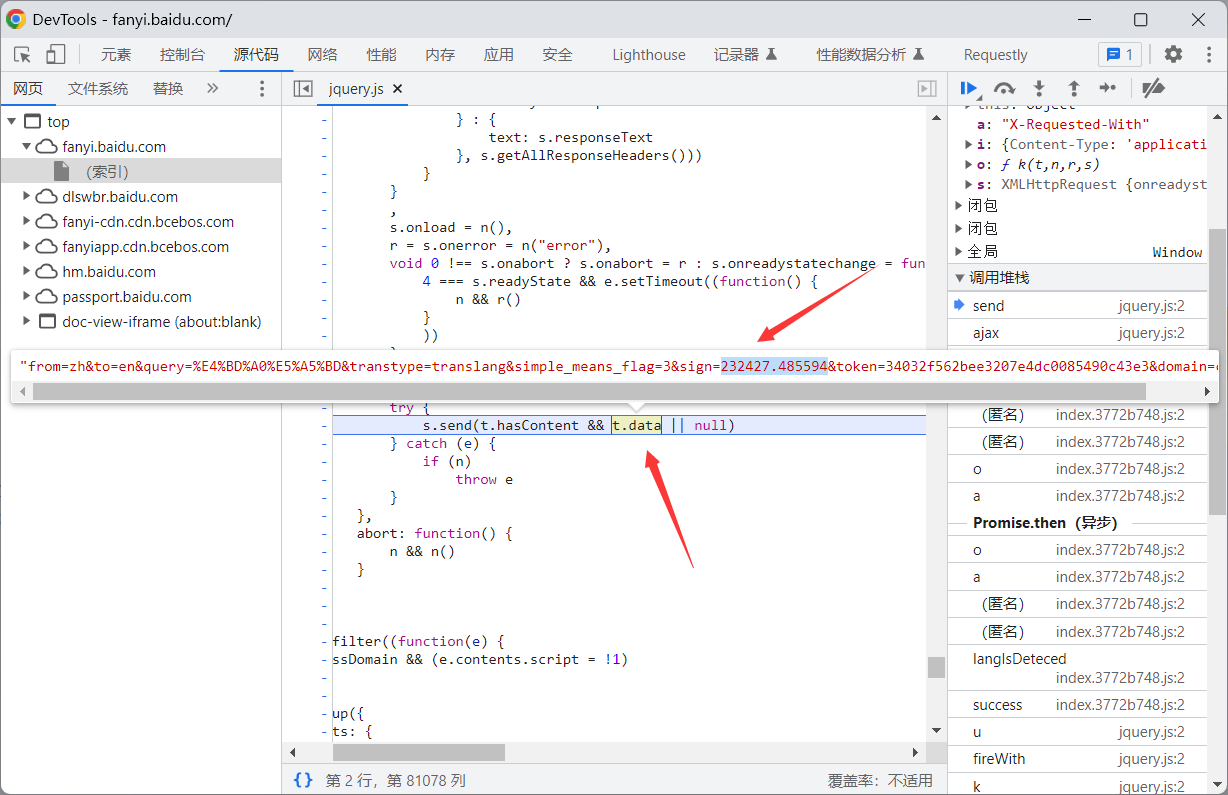 DevTools - fanyi.baidu.com/
元素 控制台 源代码 网络 性能 内存 应用 安全 Lighthouse 记录器 性能数据分析 Requestly 1
网页 文件系统 替换 »
jquery.js ×
top
fanyi.baidu.com
(索引)
dlswbr.baidu.com
fanyi-cdn.cdn.bcebos.com
fanyiapp.cdn.bcebos.com
hm.baidu.com
passport.baidu.com
doc-view-iframe (about:blank)
- } : {
- text: s.responseText
- }, s.getAllResponseHeaders()))
- }
- }
- ,
- s.onload = n(),
- r = s.onerror = n("error"),
- void 0 !== s.onabort ? s.onabort = r : s.onreadystatechange = fun
- 4 === s.readyState && e.setTimeout((function() {
- n && r()
- }
- ))
"from=zh&to=en&query=%E4%BD%A0%E5%A5%BD&transtype=translang&simple_means_flag=3&sign=232427.485594&token=34032f562bee3207e4dc0085490c43e3&domain=
- try {
- s.send(t.hasContent && t.data || null)
- } catch (e) {
- if (n)
- throw e
- }
- },
- abort: function() {
- n && n()
- }
-
-
-
- filter((function(e) {
- ssDomain && (e.contents.script = !1)
-
-
- up({
- ts: {
{} 第 2 行，第 81078 列 覆盖率：不适用
this: Object
a: "X-Requested-With"
i: {Content-Type: 'applicati
o: ƒ k(t,n,r,s)
s: XMLHttpRequest {onreadyst
闭包
闭包
全局 Window
调用堆栈
send jquery.js:2
ajax jquery.js:2
(匿名) index.3772b748.js:2
(匿名) index.3772b748.js:2
o index.3772b748.js:2
a index.3772b748.js:2
Promise.then（异步）
o index.3772b748.js:2
a index.3772b748.js:2
(匿名) index.3772b748.js:2
(匿名) index.3772b748.js:2
langIsDeteced
index.3772b748.js:2
success index.3772b748.js:2
u jquery.js:2
fireWith jquery.js:2
k jquery.js:2